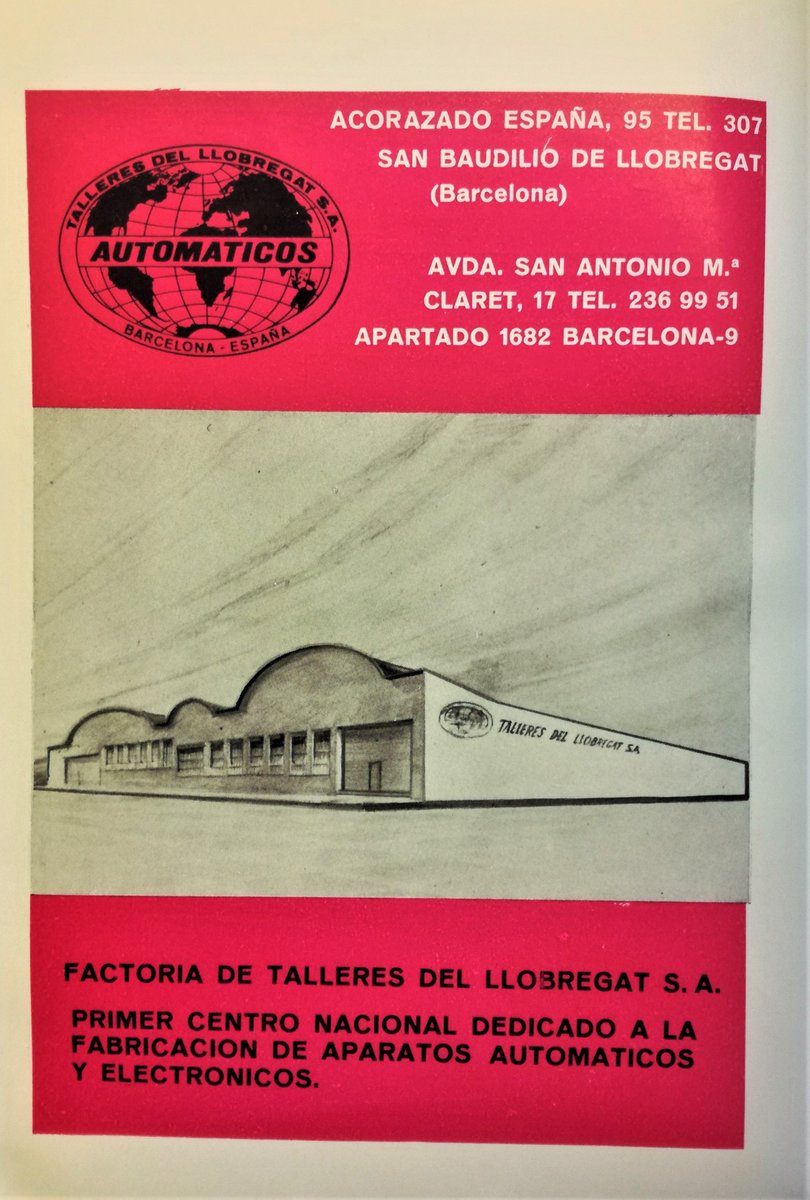 TALLERES DEL LLOBREGAT S.A.
AUTOMATICOS
BARCELONA - ESPAÑA
ACORAZADO ESPAÑA, 95 TEL. 307
SAN BAUDILIO DE LLOBREGAT
(Barcelona)
AVDA. SAN ANTONIO M.ª
CLARET, 17 TEL. 236 99 51
APARTADO 1682 BARCELONA-9
TALLERES DEL LLOBREGAT S.A.
FACTORIA DE TALLERES DEL LLOBREGAT S. A.
PRIMER CENTRO NACIONAL DEDICADO A LA
FABRICACION DE APARATOS AUTOMATICOS
Y ELECTRONICOS.